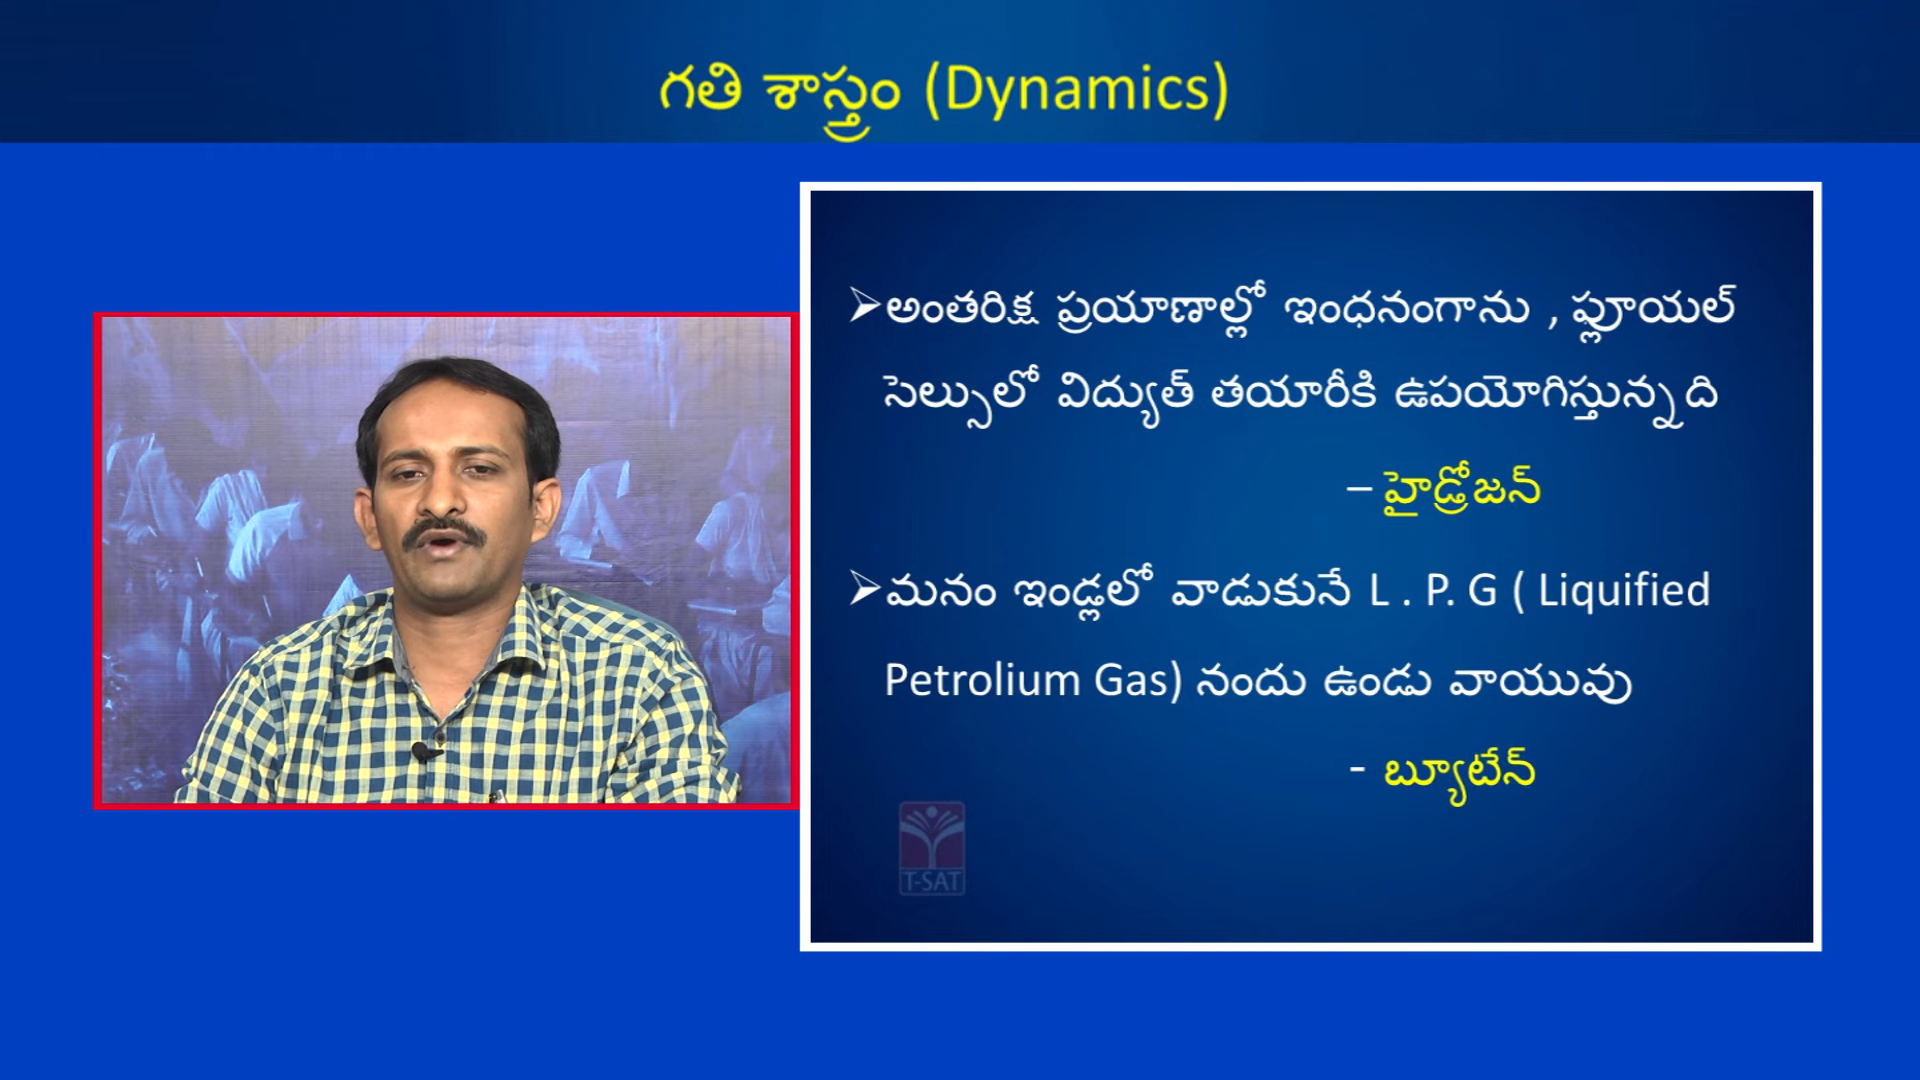 గతి శాస్త్రం (Dynamics)
➢అంతరిక్ష ప్రయాణాల్లో ఇంధనంగాను , ఫ్లూయల్
సెల్సులో విద్యుత్ తయారీకి ఉపయోగిస్తున్నది
– హైడ్రోజన్
➢మనం ఇండ్లలో వాడుకునే L . P. G ( Liquified
Petrolium Gas) నందు ఉండు వాయువు
- బ్యూటేన్
T-SAT